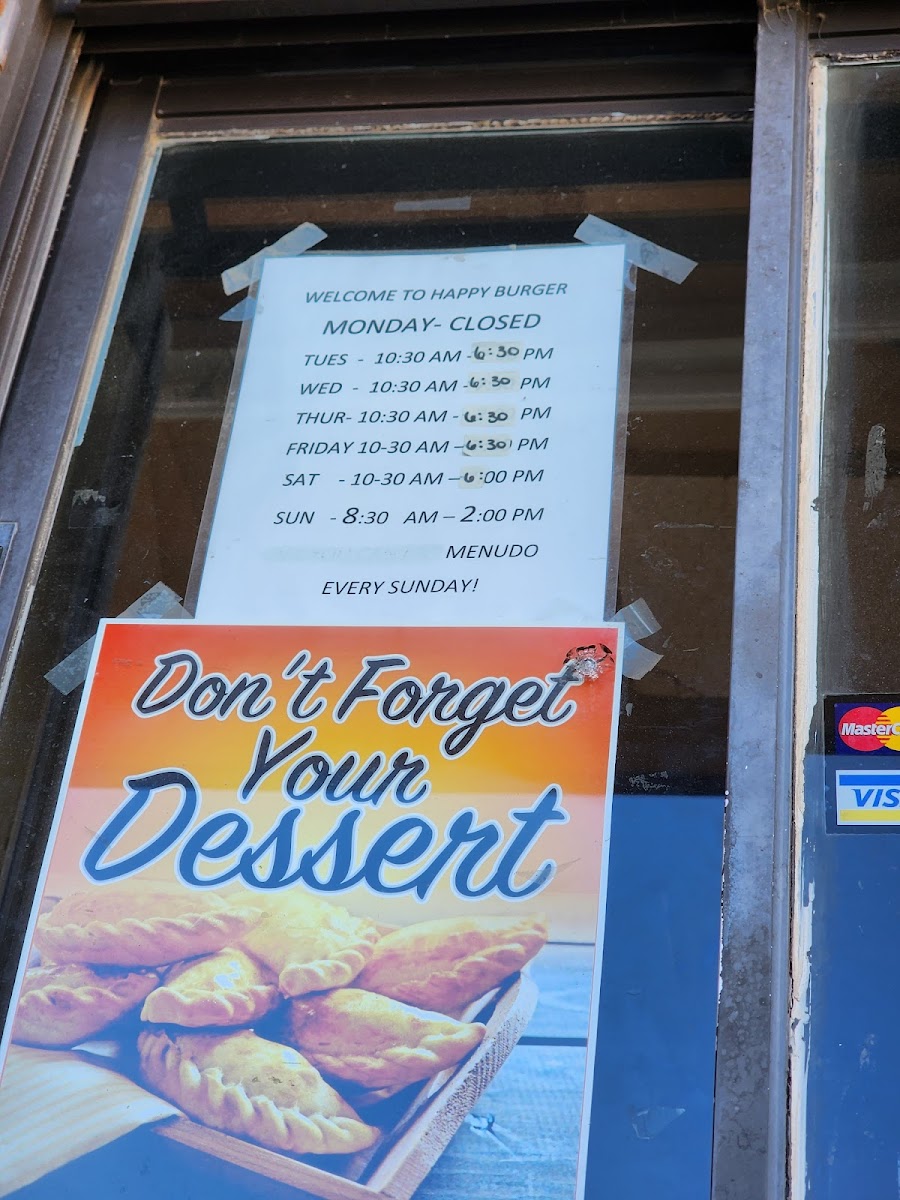 WELCOME TO HAPPY BURGER
MONDAY- CLOSED
TUES - 10:30 AM - 6:30 PM
WED - 10:30 AM - 6:30 PM
THUR- 10:30 AM - 6:30 PM
FRIDAY 10-30 AM – 6:30 PM
SAT - 10-30 AM – 6:00 PM
SUN - 8:30 AM – 2:00 PM
MENUDO
EVERY SUNDAY!
Don't Forget
Your
Dessert
MasterC
VIS